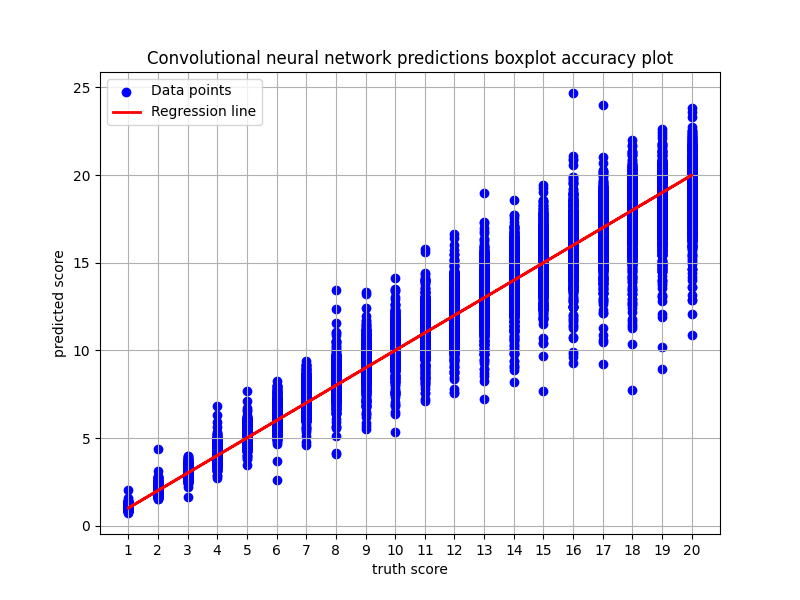 Convolutional neural network predictions boxplot accuracy plot
Data points
Regression line
25
20
15
10
5
0
predicted score
1 2 3 4 5 6 7 8 9 10 11 12 13 14 15 16 17 18 19 20
truth score